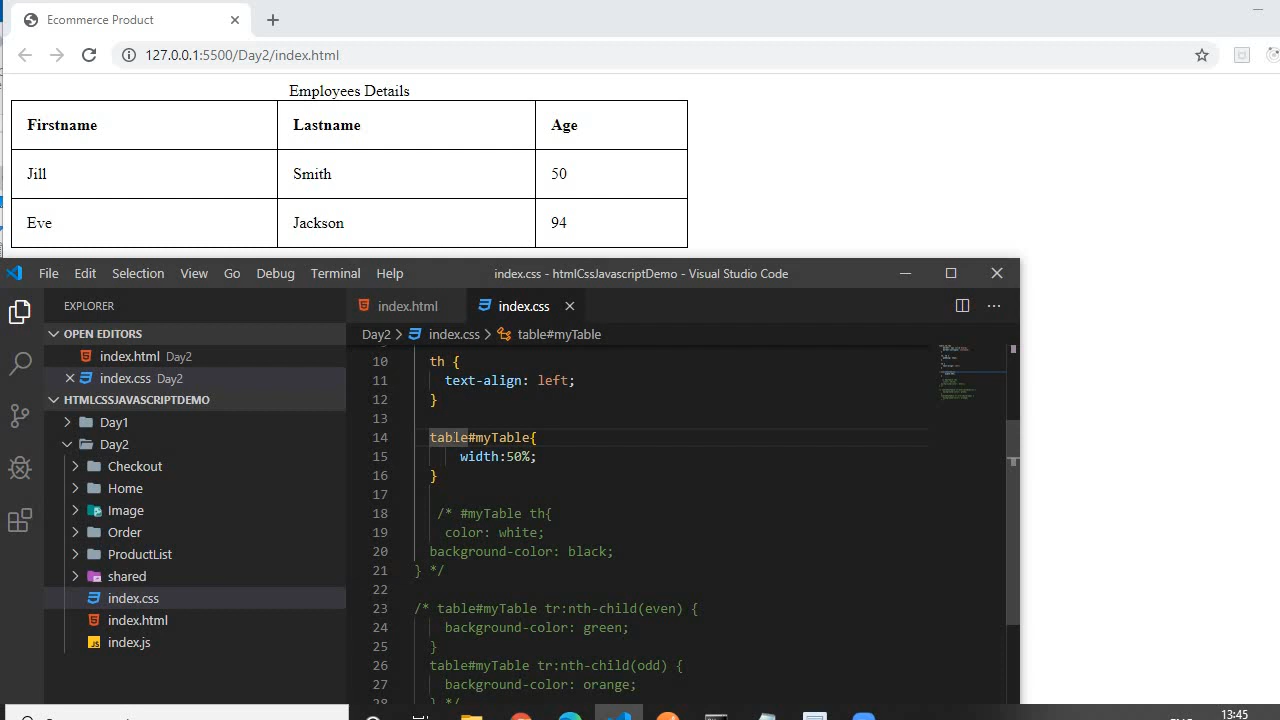 Ecommerce Product
127.0.0.1:5500/Day2/index.html
Employees Details
Firstname Lastname Age
Jill Smith 50
Eve Jackson 94
File Edit Selection View Go Debug Terminal Help index.css - htmlCssJavascriptDemo - Visual Studio Code
EXPLORER
OPEN EDITORS
index.html Day2
index.css Day2
HTMLCSSJAVASCRIPTDEMO
Day1
Day2
Checkout
Home
Image
Order
ProductList
shared
index.css
index.html
index.js
index.html index.css
Day2 > index.css > table#myTable
10 th {
11 text-align: left;
12 }
13
14 table#myTable{
15 width:50%;
16 }
17
18 /* #myTable th{
19 color: white;
20 background-color: black;
21 } */
22
23 /* table#myTable tr:nth-child(even) {
24 background-color: green;
25 }
26 table#myTable tr:nth-child(odd) {
27 background-color: orange;
28 } */
13:45